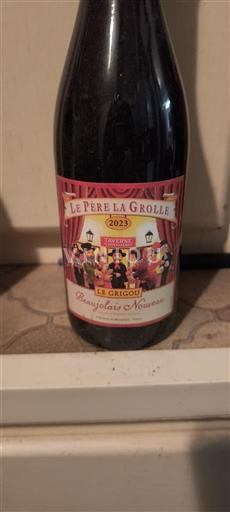 LE PÈRE LA GROLLE
2023
TAVERNE
LE GRIGOU
Beaujolais Nouveau